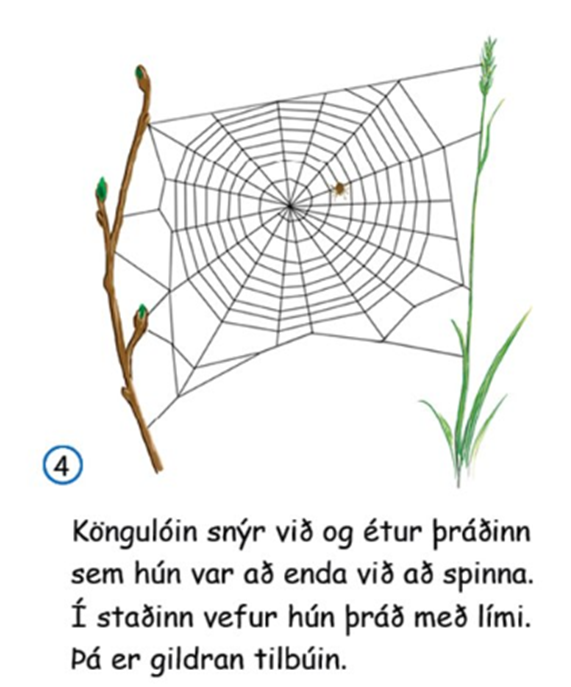 4
Köngulóin snýr við og étur þráðinn
sem hún var að enda við að spinna.
Í staðinn vefur hún þráð með lími.
Þá er gildran tilbúin.